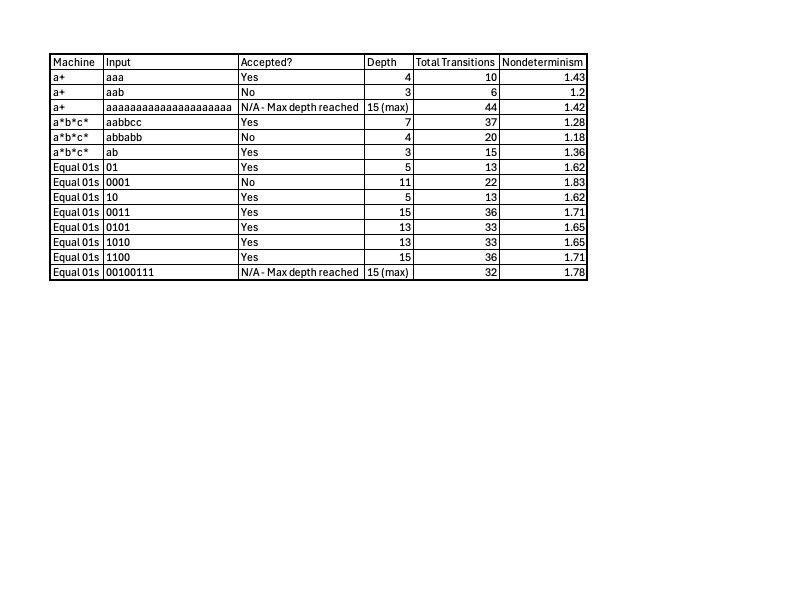 Machine Input Accepted? Depth Total Transitions Nondeterminism
a+ aaa Yes 4 10 1.43
a+ aab No 3 6 1.2
a+ aaaaaaaaaaaaaaaaaaaaa N/A - Max depth reached 15 (max) 44 1.42
a*b*c* aabbcc Yes 7 37 1.28
a*b*c* abbabb No 4 20 1.18
a*b*c* ab Yes 3 15 1.36
Equal 01s 01 Yes 5 13 1.62
Equal 01s 0001 No 11 22 1.83
Equal 01s 10 Yes 5 13 1.62
Equal 01s 0011 Yes 15 36 1.71
Equal 01s 0101 Yes 13 33 1.65
Equal 01s 1010 Yes 13 33 1.65
Equal 01s 1100 Yes 15 36 1.71
Equal 01s 00100111 N/A - Max depth reached 15 (max) 32 1.78